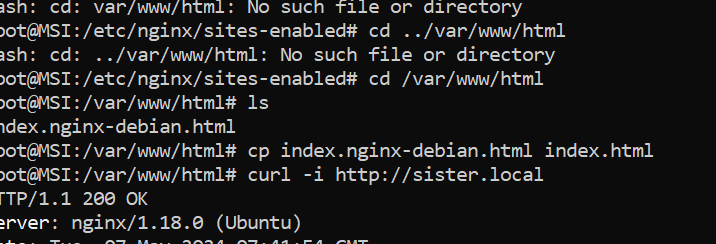 ash: cd: var/www/html: No such file or directory
oot@MSI:/etc/nginx/sites-enabled# cd ../var/www/html
ash: cd: ../var/www/html: No such file or directory
oot@MSI:/etc/nginx/sites-enabled# cd /var/www/html
oot@MSI:/var/www/html# ls
ndex.nginx-debian.html
oot@MSI:/var/www/html# cp index.nginx-debian.html index.html
oot@MSI:/var/www/html# curl -i http://sister.local
TTP/1.1 200 OK
erver: nginx/1.18.0 (Ubuntu)
ate: Tue, 07 May 2024 07:41:54 GMT